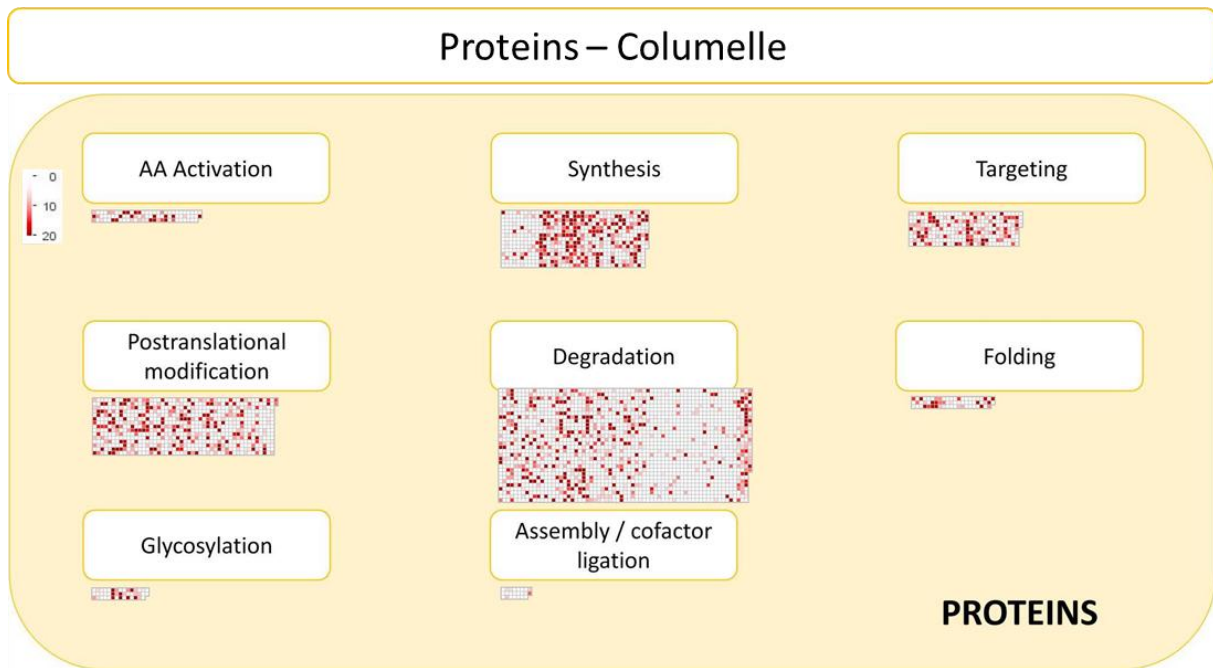 Proteins – Columelle
AA Activation
Synthesis
Targeting
0
10
20
Postranslational
modification
Degradation
Folding
Glycosylation
Assembly / cofactor
ligation
PROTEINS